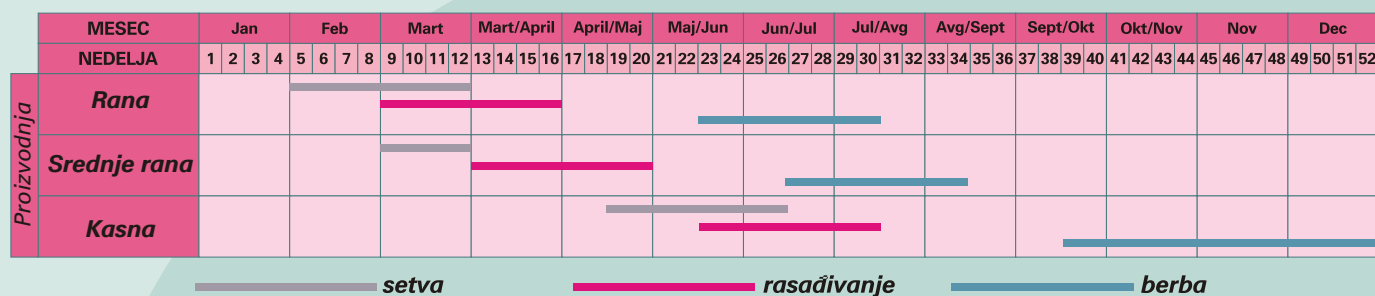 MESEC Jan Feb Mart Mart/April April/Maj Maj/Jun Jun/Jul Jul/Avg Avg/Sept Sept/Okt Okt/Nov Nov Dec
NEDELJA 1 2 3 4 5 6 7 8 9 10 11 12 13 14 15 16 17 18 19 20 21 22 23 24 25 26 27 28 29 30 31 32 33 34 35 36 37 38 39 40 41 42 43 44 45 46 47 48 49 50 51 52
Proizvodnja
Rana
Srednje rana
Kasna
setva rasađivanje berba